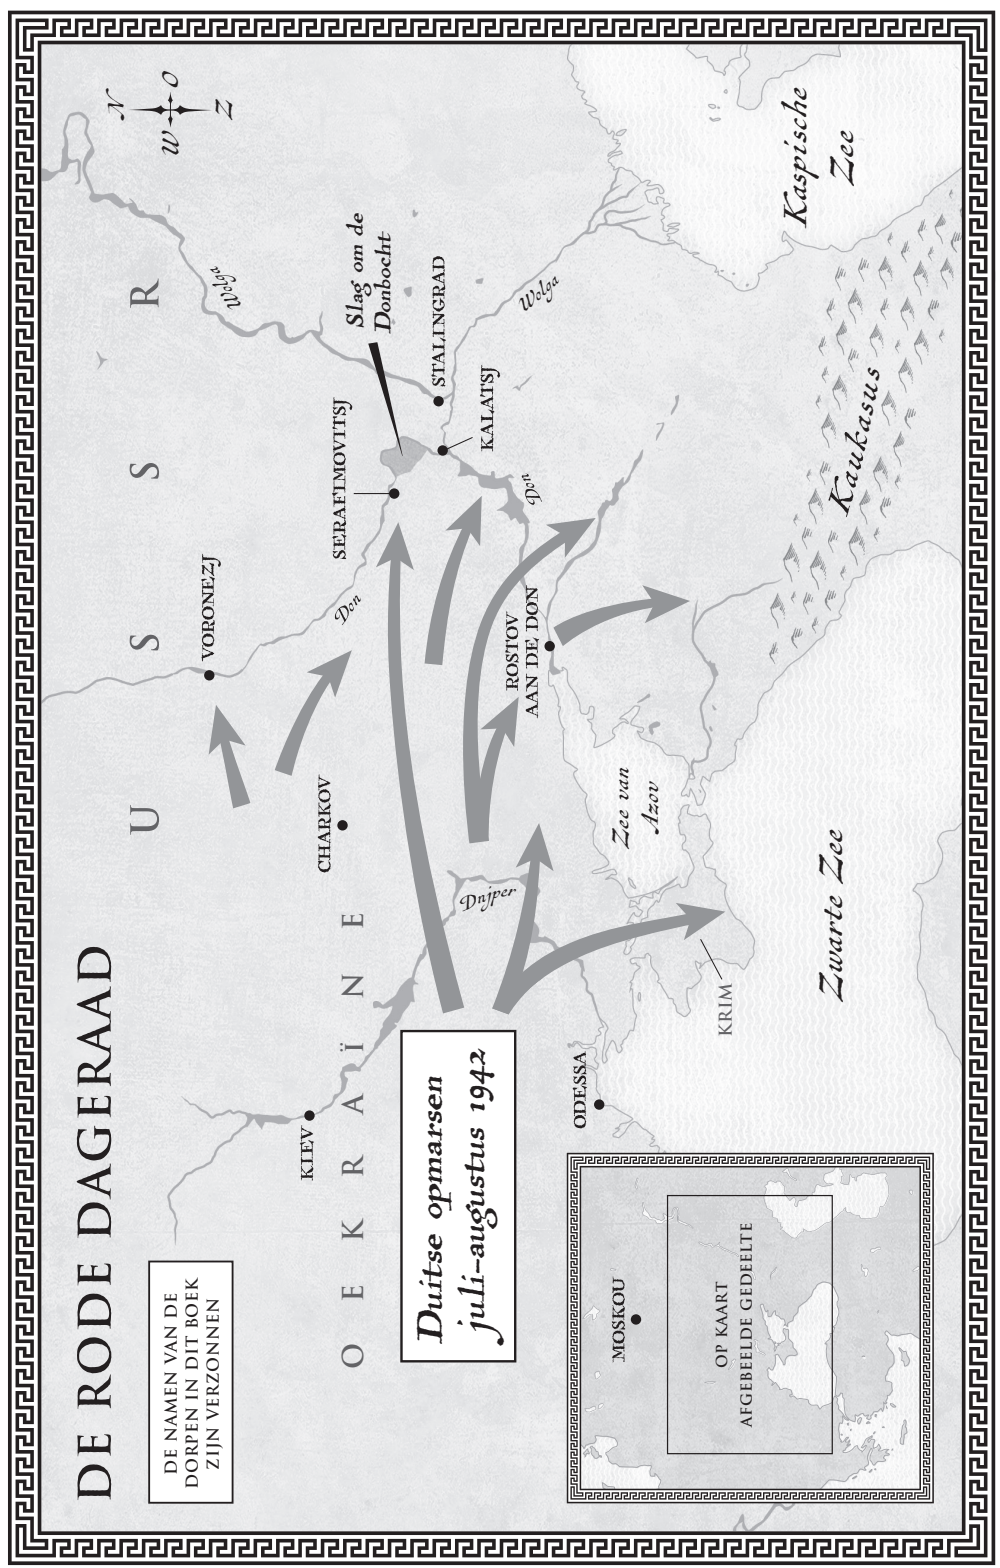 DE RODE DAGERAAD
DE NAMEN VAN DE
DORPEN IN DIT BOEK
ZIJN VERZONNEN
N
W
O
Z
U S S R
Wolga
VORONEZJ
Slag om de
Donbocht
SERAFIMOVITSJ
STALINGRAD
KALATSJ
Wolga
Don
Don
CHARKOV
KIEV
OEKRAÏNE
ROSTOV
AAN DE DON
Dnjper
Duitse opmarsen
juli-augustus 1942
Zee van
Azov
ODESSA
KRIM
Zwarte Zee
Kaukasus
Kaspische
Zee
MOSKOU
OP KAART
AFGEBEELDE GEDEELTE